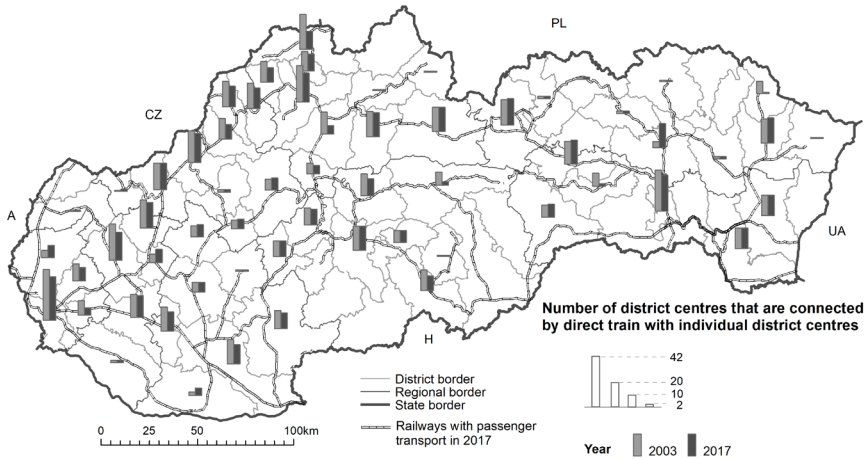 PL
CZ
A
UA
H
Number of district centres that are connected
by direct train with individual district centres
42
20
10
2
District border
Regional border
State border
Railways with passenger
transport in 2017
0 25 50 100km
Year 2003 2017